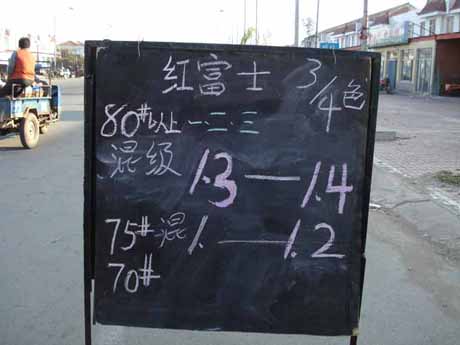 红富士 3/4色
80#以上 一.二.三
混级 1.3—1.4
75#混 1.—1.2
70#